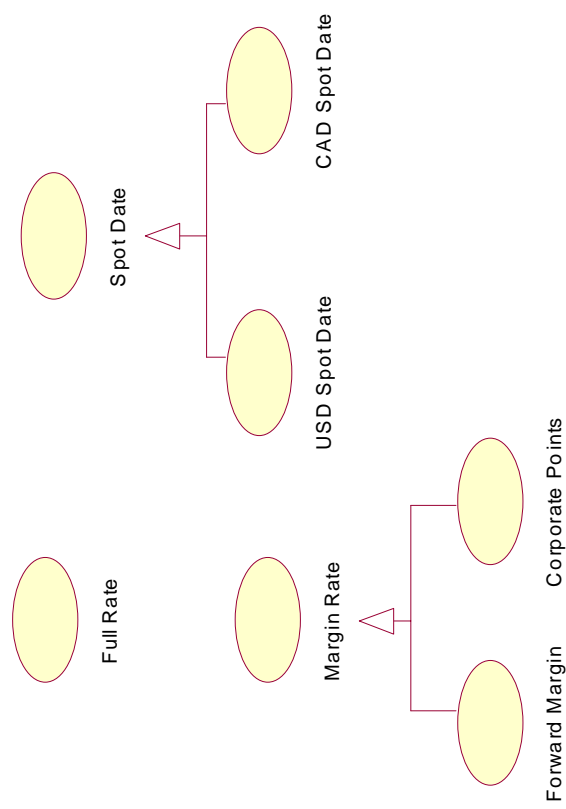 Full Rate
Spot Date
Margin Rate
USD Spot Date
CAD Spot Date
Forward Margin
Corporate Points